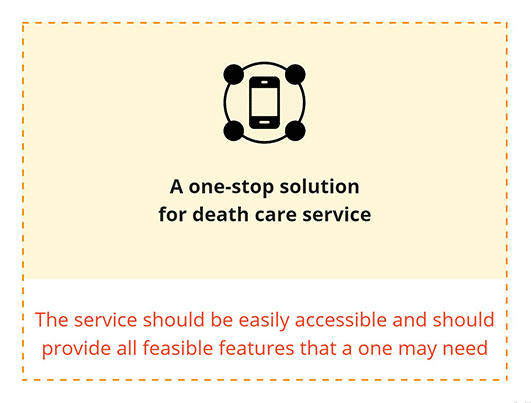 A one-stop solution
for death care service
The service should be easily accessible and should
provide all feasible features that a one may need